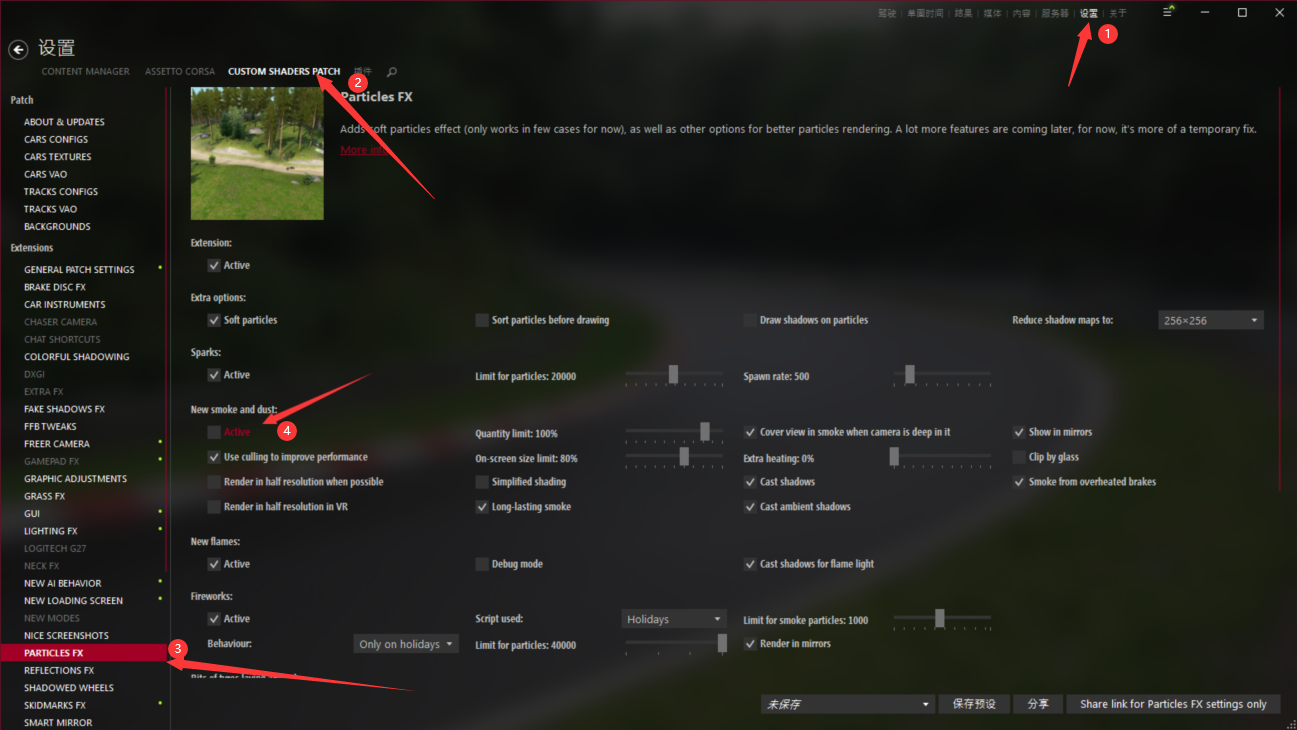 驾驶 | 单圈时间 | 结果 | 媒体 | 内容 | 服务器 | 设置 | 关于
1
设置
CONTENT MANAGER ASSETTO CORSA CUSTOM SHADERS PATCH 插件
2
Patch
ABOUT & UPDATES
CARS CONFIGS
CARS TEXTURES
CARS VAO
TRACKS CONFIGS
TRACKS VAO
BACKGROUNDS
Extensions
GENERAL PATCH SETTINGS
BRAKE DISC FX
CAR INSTRUMENTS
CHASER CAMERA
CHAT SHORTCUTS
COLORFUL SHADOWING
DXGI
EXTRA FX
FAKE SHADOWS FX
FFB TWEAKS
FREER CAMERA
GAMEPAD FX
GRAPHIC ADJUSTMENTS
GRASS FX
GUI
LIGHTING FX
LOGITECH G27
NECK FX
NEW AI BEHAVIOR
NEW LOADING SCREEN
NEW MODES
NICE SCREENSHOTS
PARTICLES FX
3
REFLECTIONS FX
SHADOWED WHEELS
SKIDMARKS FX
SMART MIRROR
Particles FX
Adds soft particles effect (only works in few cases for now), as well as other options for better particles rendering. A lot more features are coming later, for now, it's more of a temporary fix.
More info
Extension:
Active
Extra options:
Soft particles Sort particles before drawing Draw shadows on particles Reduce shadow maps to: 256×256
Sparks:
Active Limit for particles: 20000 Spawn rate: 500
New smoke and dust:
Active 4 Quantity limit: 100% Cover view in smoke when camera is deep in it Show in mirrors
Use culling to improve performance On-screen size limit: 80% Extra heating: 0% Clip by glass
Render in half resolution when possible Simplified shading Cast shadows Smoke from overheated brakes
Render in half resolution in VR Long-lasting smoke Cast ambient shadows
New flames:
Active Debug mode Cast shadows for flame light
Fireworks:
Active Script used: Holidays Limit for smoke particles: 1000
Behaviour: Only on holidays Limit for particles: 40000 Render in mirrors
未保存 保存预设 分享 Share link for Particles FX settings only